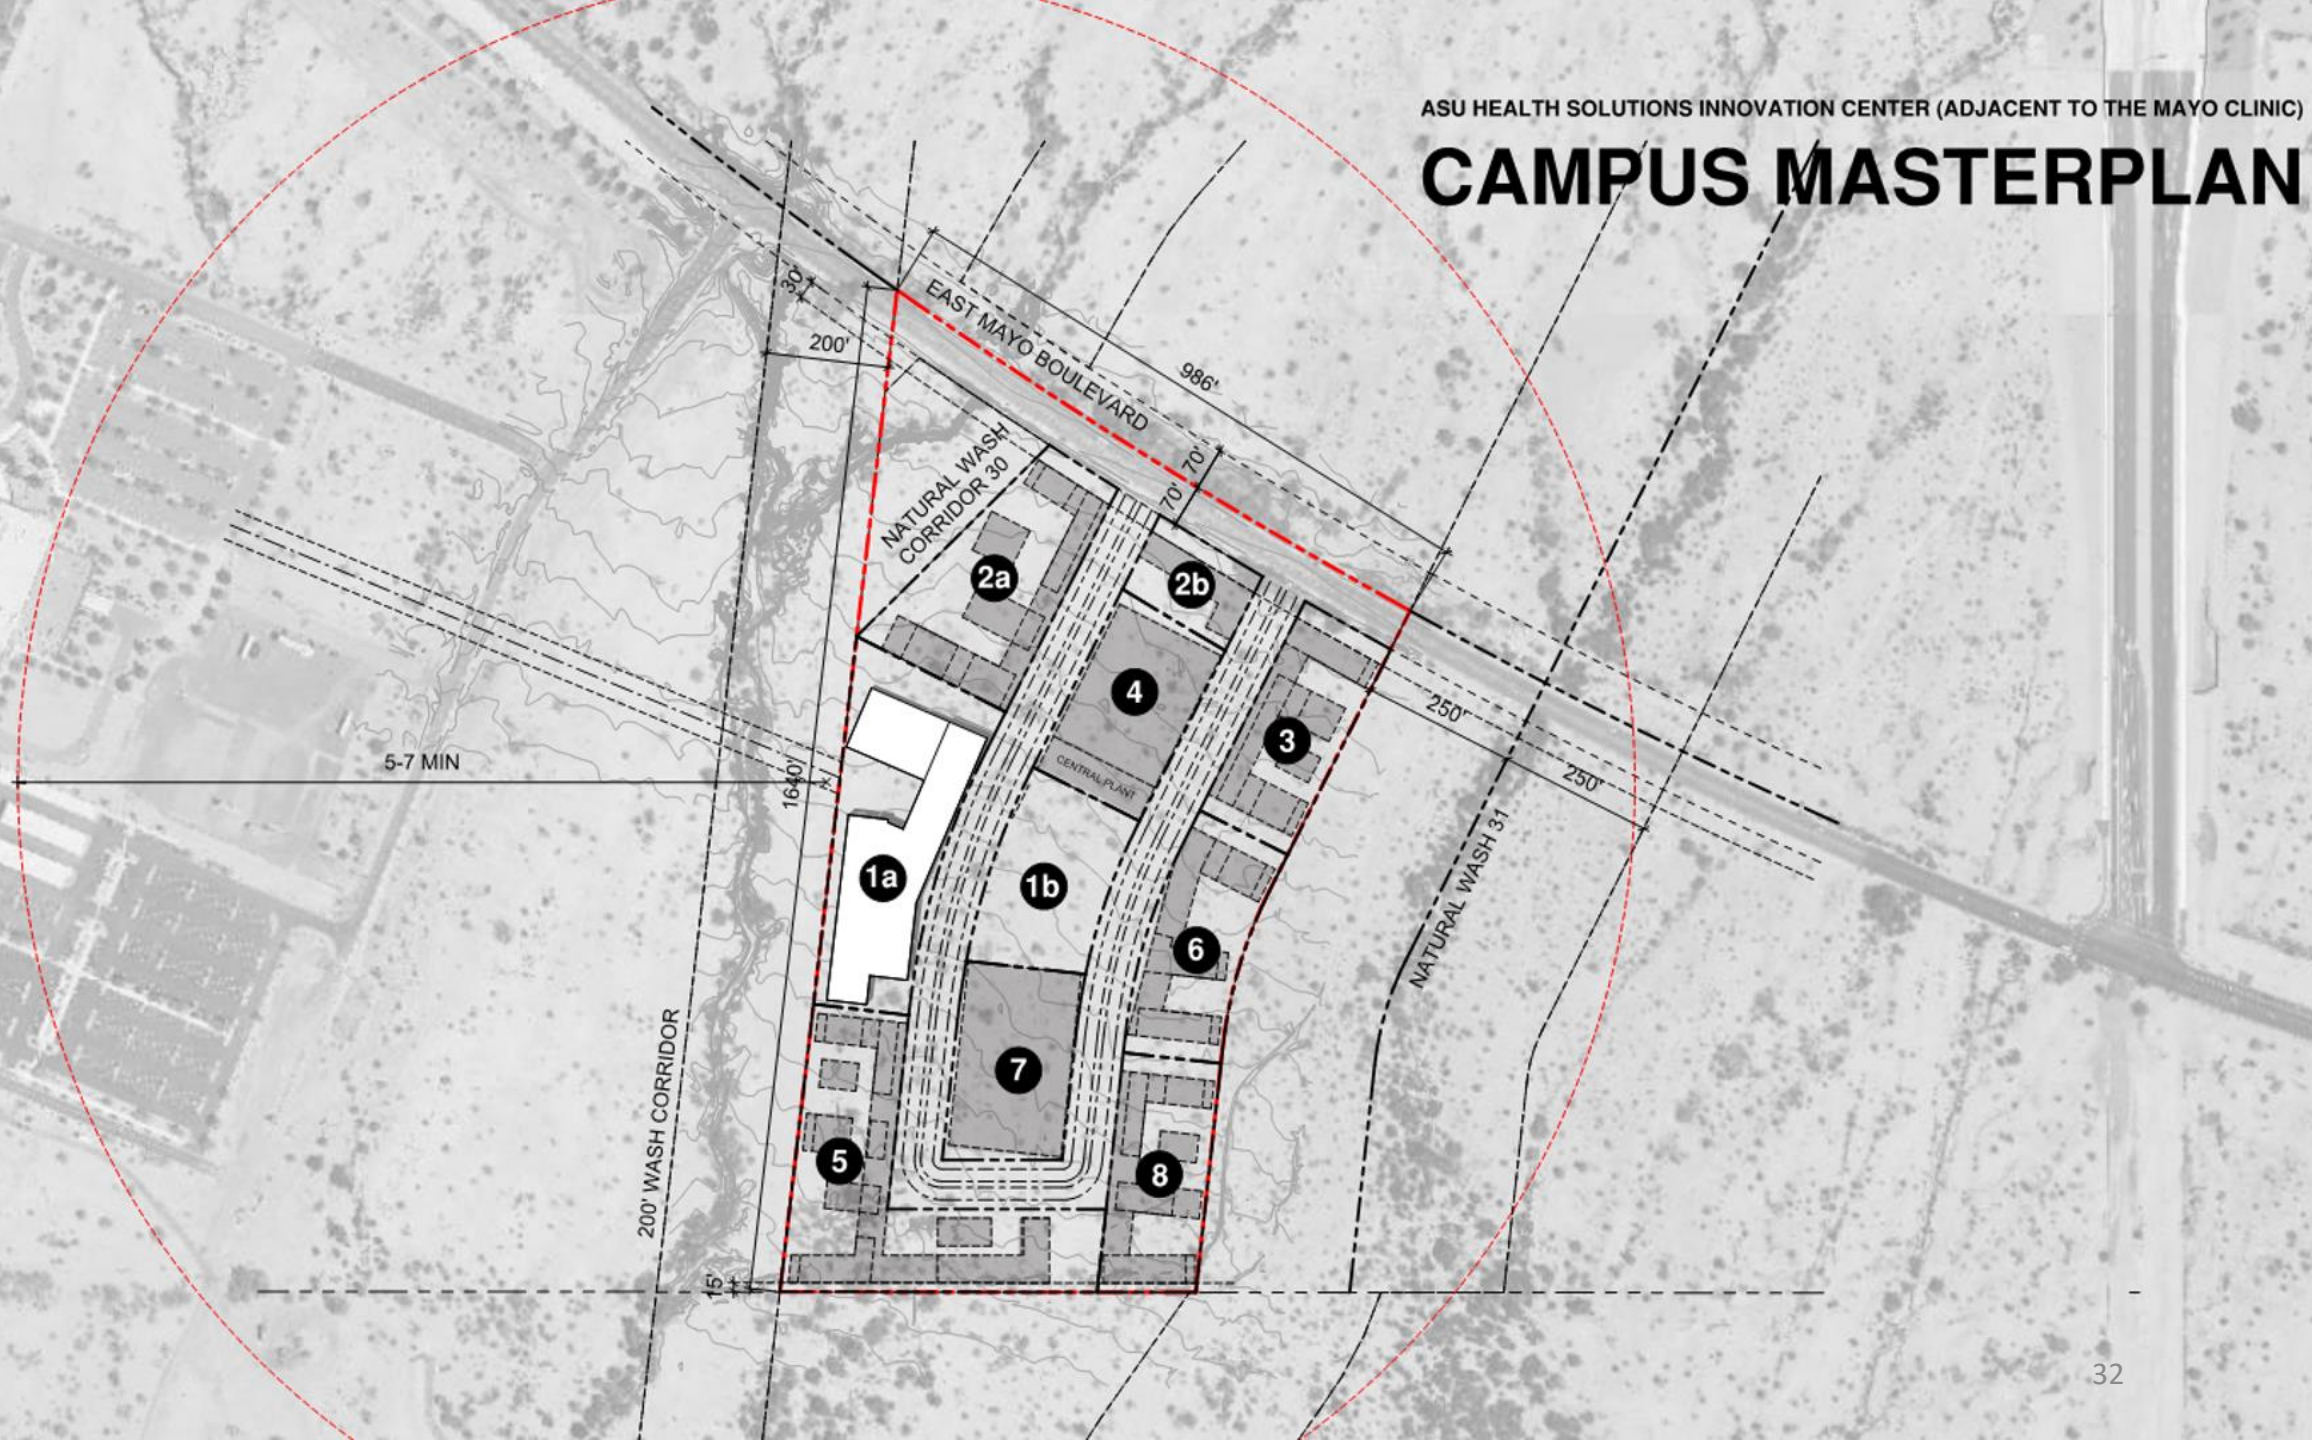 ASU HEALTH SOLUTIONS INNOVATION CENTER (ADJACENT TO THE MAYO CLINIC)
CAMPUS MASTERPLAN
30'
200'
EAST MAYO BOULEVARD
986'
70'
70'
NATURAL WASH
CORRIDOR 30
2a
2b
4
3
250'
250'
CENTRAL PLANT
5-7 MIN
1640'
1a
1b
6
NATURAL WASH 31
200' WASH CORRIDOR
7
5
8
15'
32